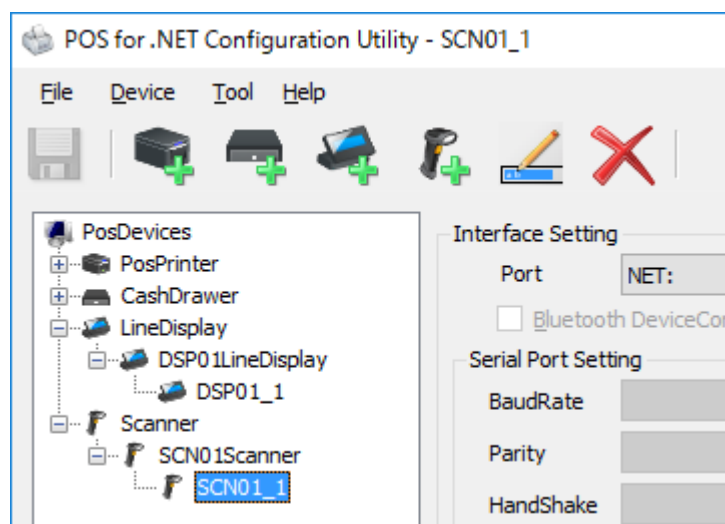 POS for .NET Configuration Utility - SCN01_1
File Device Tool Help
PosDevices
PosPrinter
CashDrawer
LineDisplay
DSP01LineDisplay
DSP01_1
Scanner
SCN01Scanner
SCN01_1
Interface Setting
Port NET:
Bluetooth DeviceCo
Serial Port Setting
BaudRate
Parity
HandShake